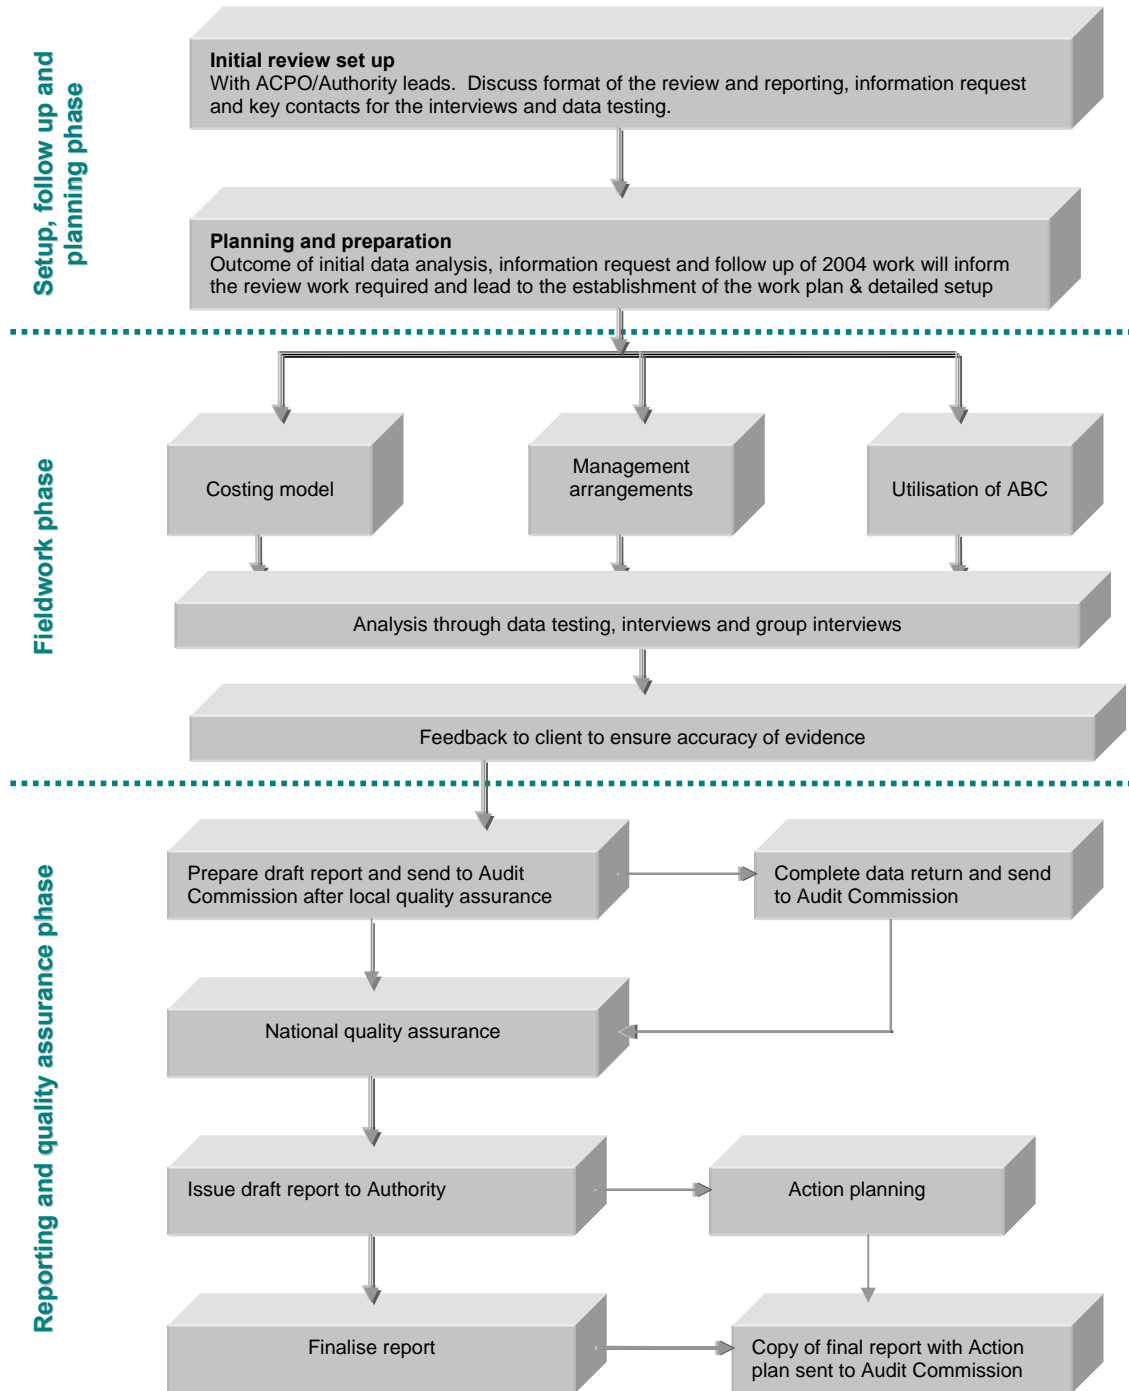 Setup, follow up and
planning phase
Initial review set up
With ACPO/Authority leads.  Discuss format of the review and reporting, information request
and key contacts for the interviews and data testing.
Planning and preparation
Outcome of initial data analysis, information request and follow up of 2004 work will inform
the review work required and lead to the establishment of the work plan & detailed setup
Fieldwork phase
Costing model
Management
arrangements
Utilisation of ABC
Analysis through data testing, interviews and group interviews
Feedback to client to ensure accuracy of evidence
Reporting and quality assurance phase
Prepare draft report and send to Audit
Commission after local quality assurance
Complete data return and send
to Audit Commission
National quality assurance
Issue draft report to Authority
Action planning
Finalise report
Copy of final report with Action
plan sent to Audit Commission